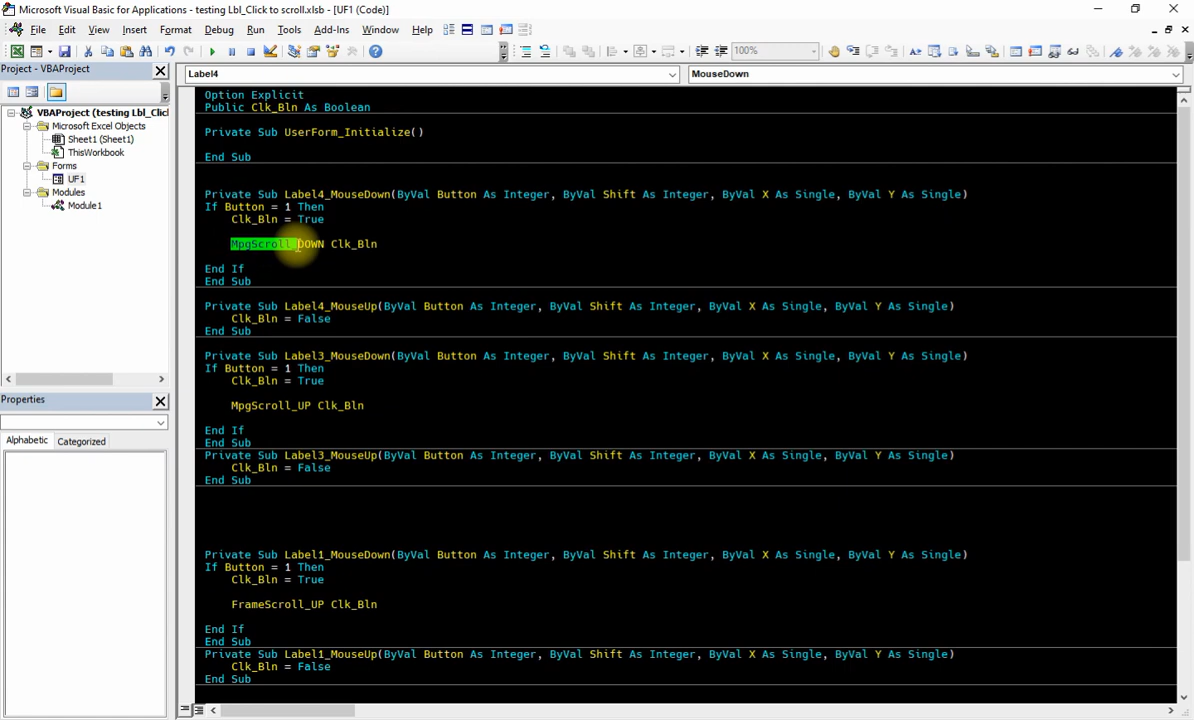 Microsoft Visual Basic for Applications - testing Lbl_Click to scroll.xlsb - [UF1 (Code)]
File Edit View Insert Format Debug Run Tools Add-Ins Window Help
100%
Project - VBAProject
Label4 MouseDown
VBAProject (testing Lbl_Clicl
Microsoft Excel Objects
Sheet1 (Sheet1)
ThisWorkbook
Forms
UF1
Modules
Module1
Properties
Alphabetic Categorized
Option Explicit
Public Clk_Bln As Boolean
Private Sub UserForm_Initialize()
End Sub
Private Sub Label4_MouseDown(ByVal Button As Integer, ByVal Shift As Integer, ByVal X As Single, ByVal Y As Single)
If Button = 1 Then
Clk_Bln = True
MpgScroll_DOWN Clk_Bln
End If
End Sub
Private Sub Label4_MouseUp(ByVal Button As Integer, ByVal Shift As Integer, ByVal X As Single, ByVal Y As Single)
Clk_Bln = False
End Sub
Private Sub Label3_MouseDown(ByVal Button As Integer, ByVal Shift As Integer, ByVal X As Single, ByVal Y As Single)
If Button = 1 Then
Clk_Bln = True
MpgScroll_UP Clk_Bln
End If
End Sub
Private Sub Label3_MouseUp(ByVal Button As Integer, ByVal Shift As Integer, ByVal X As Single, ByVal Y As Single)
Clk_Bln = False
End Sub
Private Sub Label1_MouseDown(ByVal Button As Integer, ByVal Shift As Integer, ByVal X As Single, ByVal Y As Single)
If Button = 1 Then
Clk_Bln = True
FrameScroll_UP Clk_Bln
End If
End Sub
Private Sub Label1_MouseUp(ByVal Button As Integer, ByVal Shift As Integer, ByVal X As Single, ByVal Y As Single)
Clk_Bln = False
End Sub